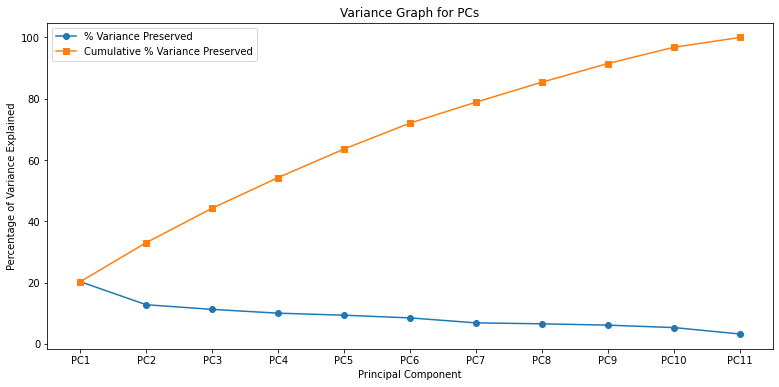 Variance Graph for PCs
% Variance Preserved
Cumulative % Variance Preserved
Percentage of Variance Explained
100
80
60
40
20
0
PC1 PC2 PC3 PC4 PC5 PC6 PC7 PC8 PC9 PC10 PC11
Principal Component